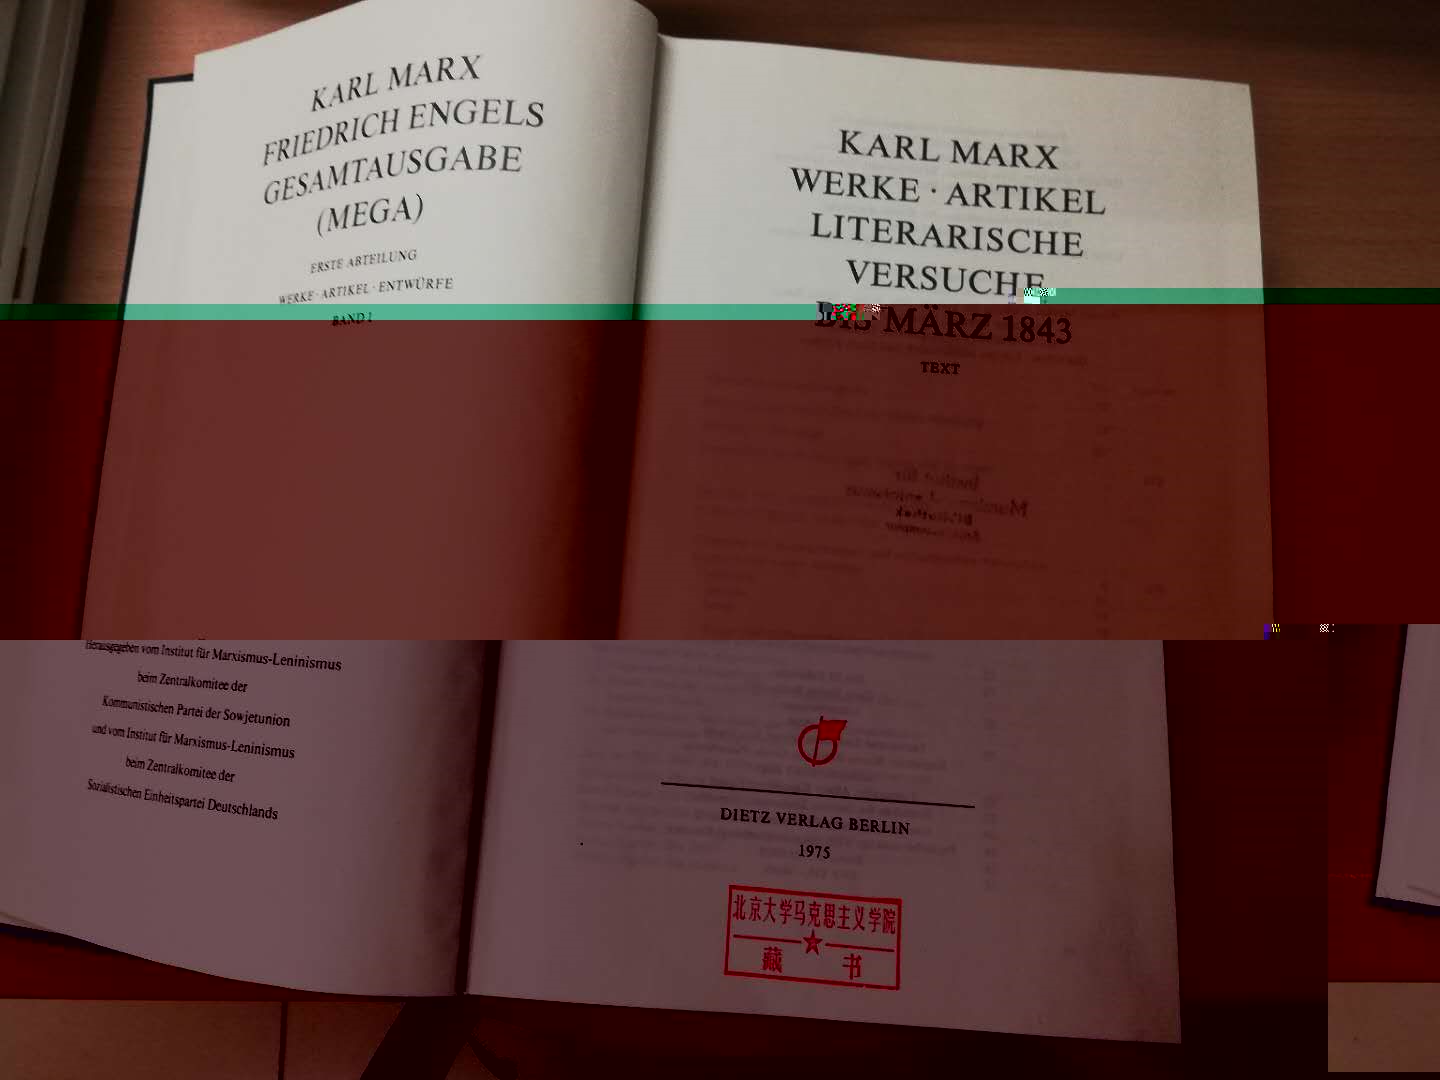 KARL MARX
FRIEDRICH ENGELS
GESAMTAUSGABE
(MEGA)
ERSTE ABTEILUNG
WERKE · ARTIKEL · ENTWÜRFE
BAND 1
Herausgegeben vom Institut für Marxismus-Leninismus
beim Zentralkomitee der
Kommunistischen Partei der Sowjetunion
und vom Institut für Marxismus-Leninismus
beim Zentralkomitee der
Sozialistischen Einheitspartei Deutschlands
KARL MARX
WERKE · ARTIKEL
LITERARISCHE
VERSUCHE
BIS MÄRZ 1843
TEXT
DIETZ VERLAG BERLIN
1975
北京大学马克思主义学院
藏 书